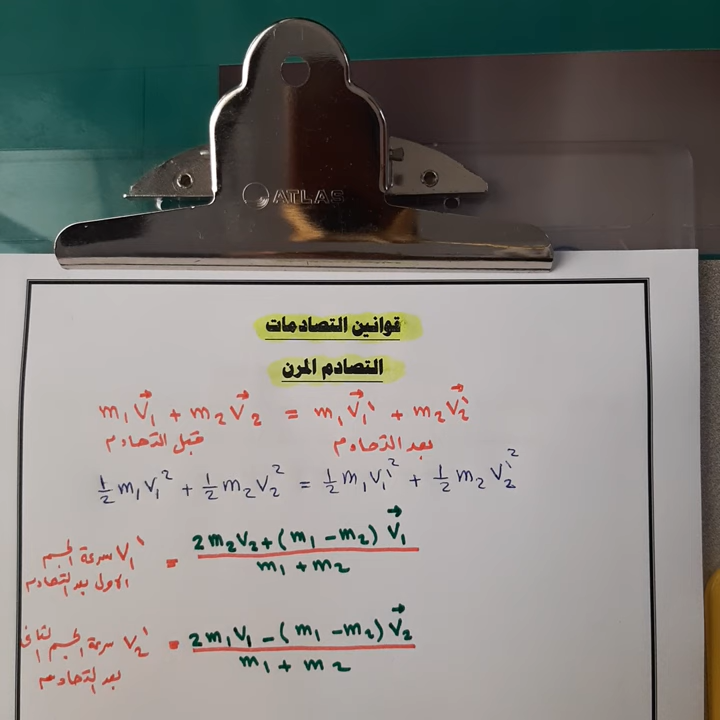 ATLAS
قوانين التصادمات
التصادم المرن
m₁V⃗₁ + m₂V⃗₂ = m₁V⃗₁' + m₂V⃗₂'
قبل التصادم بعد التصادم
½m₁V₁² + ½m₂V₂² = ½m₁V₁'² + ½m₂V₂'²
V₁' سرعة الجسم الاول بعد التصادم = (2m₂V₂ + (m₁ − m₂)V⃗₁) / (m₁ + m₂)
V₂' سرعة الجسم الثاني بعد التصادم = (2m₁V₁ − (m₁ − m₂)V⃗₂) / (m₁ + m₂)